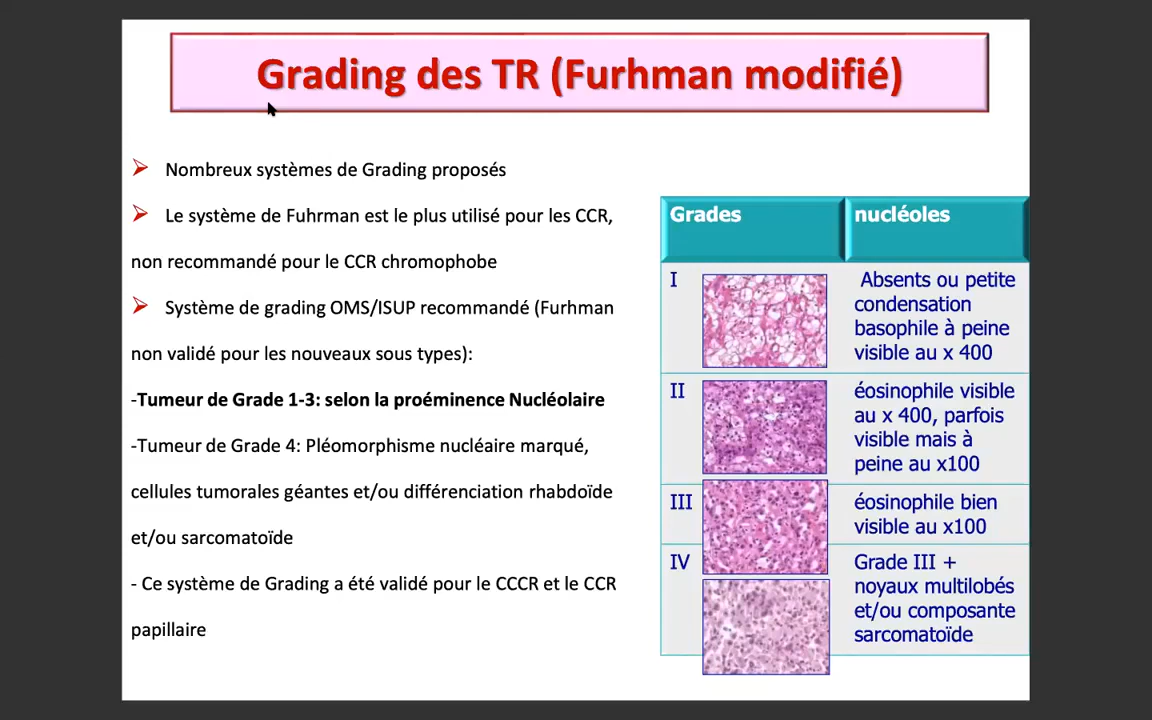 Grading des TR (Furhman modifié)
Nombreux systèmes de Grading proposés
Le système de Fuhrman est le plus utilisé pour les CCR,
non recommandé pour le CCR chromophobe
Système de grading OMS/ISUP recommandé (Furhman
non validé pour les nouveaux sous types):
-Tumeur de Grade 1-3: selon la proéminence Nucléolaire
-Tumeur de Grade 4: Pléomorphisme nucléaire marqué,
cellules tumorales géantes et/ou différenciation rhabdoïde
et/ou sarcomatoïde
- Ce système de Grading a été validé pour le CCCR et le CCR
papillaire
Grades nucléoles
I Absents ou petite
condensation
basophile à peine
visible au x 400
II éosinophile visible
au x 400, parfois
visible mais à
peine au x100
III éosinophile bien
visible au x100
IV Grade III +
noyaux multilobés
et/ou composante
sarcomatoïde